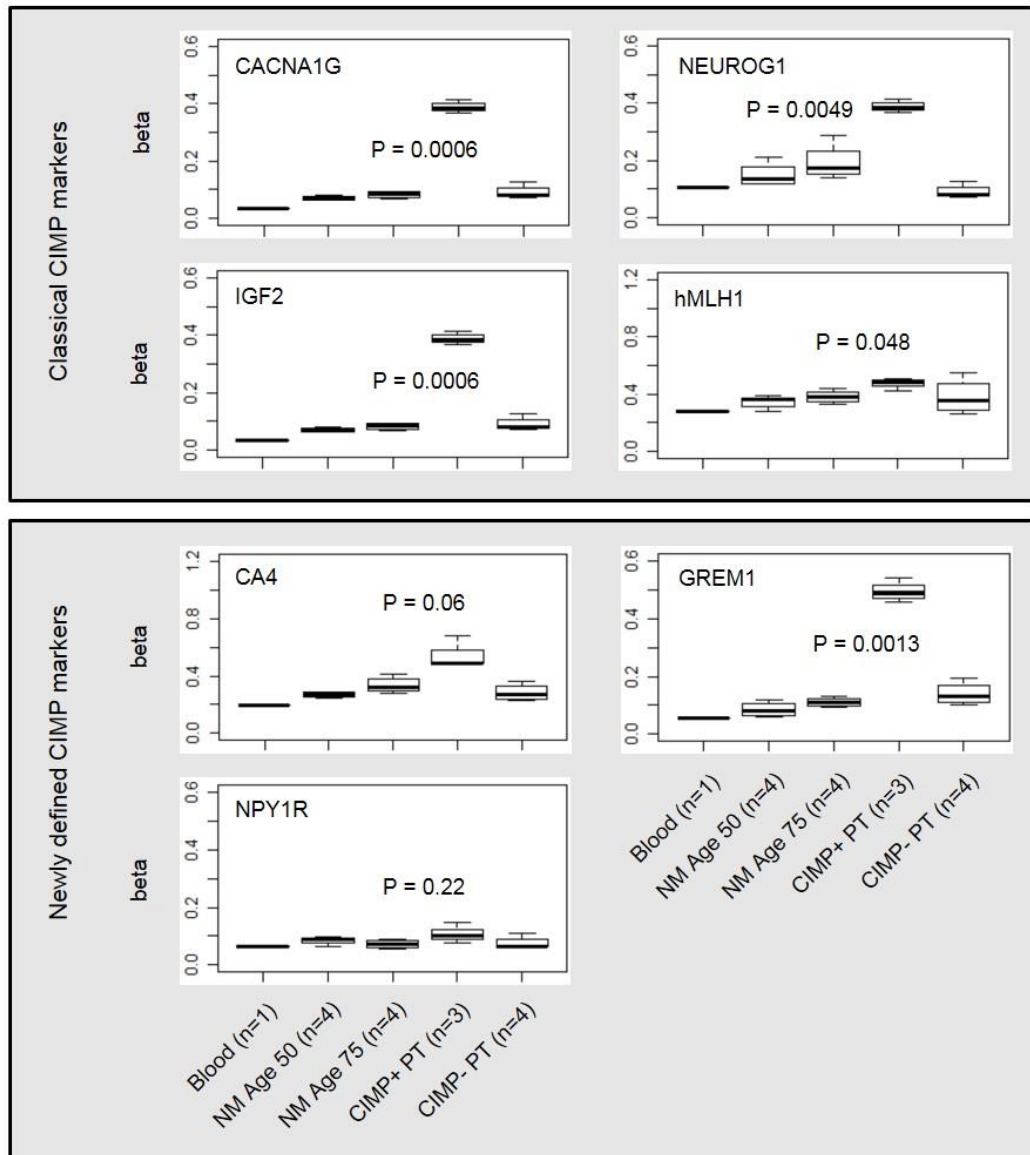 Classical CIMP markers
beta
CACNA1G
P = 0.0006
0.0 0.2 0.4 0.6
NEUROG1
P = 0.0049
0.0 0.2 0.4 0.6
beta
IGF2
P = 0.0006
0.0 0.2 0.4 0.6
hMLH1
P = 0.048
0.0 0.4 0.8 1.2
Newly defined CIMP markers
beta
CA4
P = 0.06
0.0 0.4 0.8 1.2
GREM1
P = 0.0013
0.0 0.2 0.4 0.6
Blood (n=1)
NM Age 50 (n=4)
NM Age 75 (n=4)
CIMP+ PT (n=3)
CIMP- PT (n=4)
beta
NPY1R
P = 0.22
0.0 0.2 0.4 0.6
Blood (n=1)
NM Age 50 (n=4)
NM Age 75 (n=4)
CIMP+ PT (n=3)
CIMP- PT (n=4)